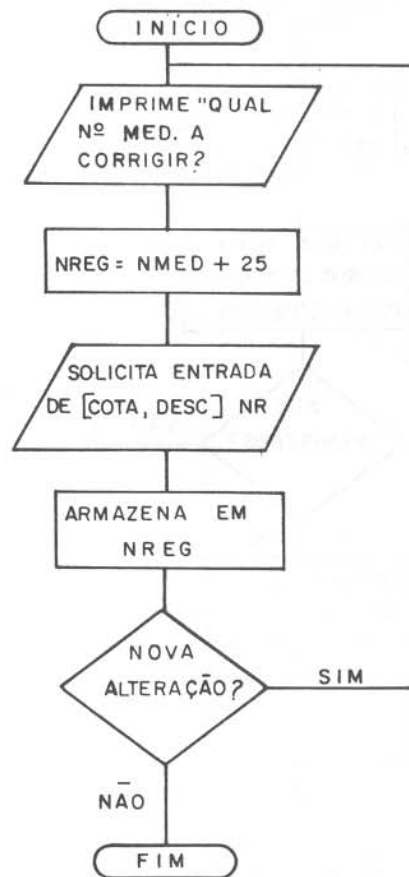 INÍCIO
IMPRIME "QUAL
Nº MED. A
CORRIGIR?
NREG = NMED + 25
SOLICITA ENTRADA
DE [COTA, DESC] NR
ARMAZENA EM
NREG
NOVA
ALTERAÇÃO?
SIM
NÃO
FIM